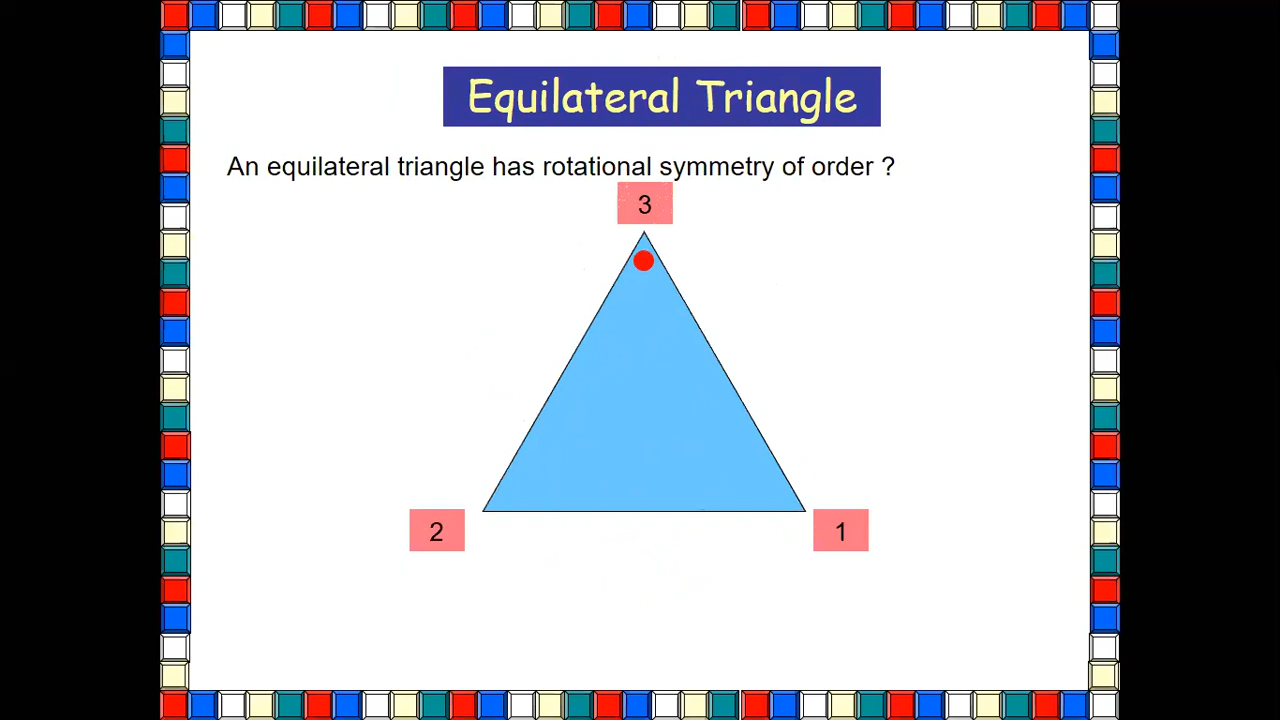 Equilateral Triangle
An equilateral triangle has rotational symmetry of order ?
3
2
1